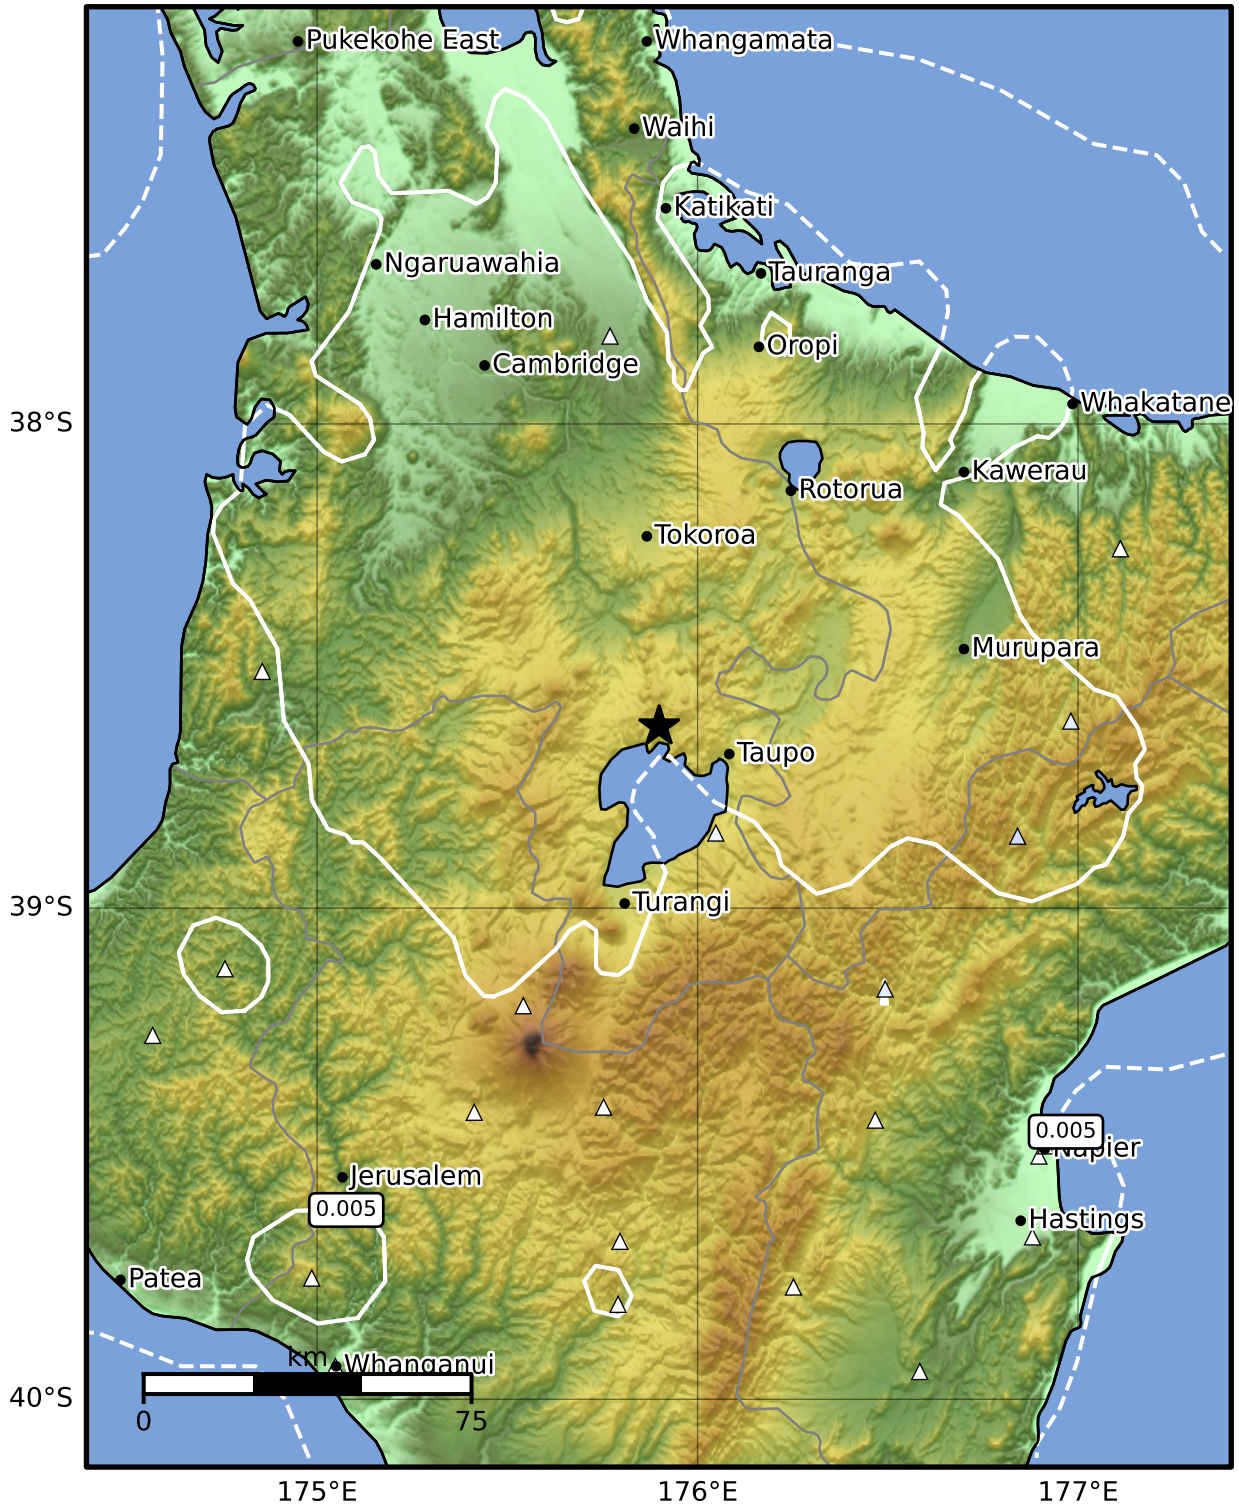 Pukekohe East
Whangamata
Waihi
Katikati
Ngaruawahia
Tauranga
Hamilton
Oropi
Cambridge
Whakatane
38°S
Kawerau
Rotorua
Tokoroa
Murupara
Taupo
39°S
Turangi
0.005
Napier
Jerusalem
0.005
Hastings
Patea
km
Whanganui
40°S
0
75
175°E
176°E
177°E